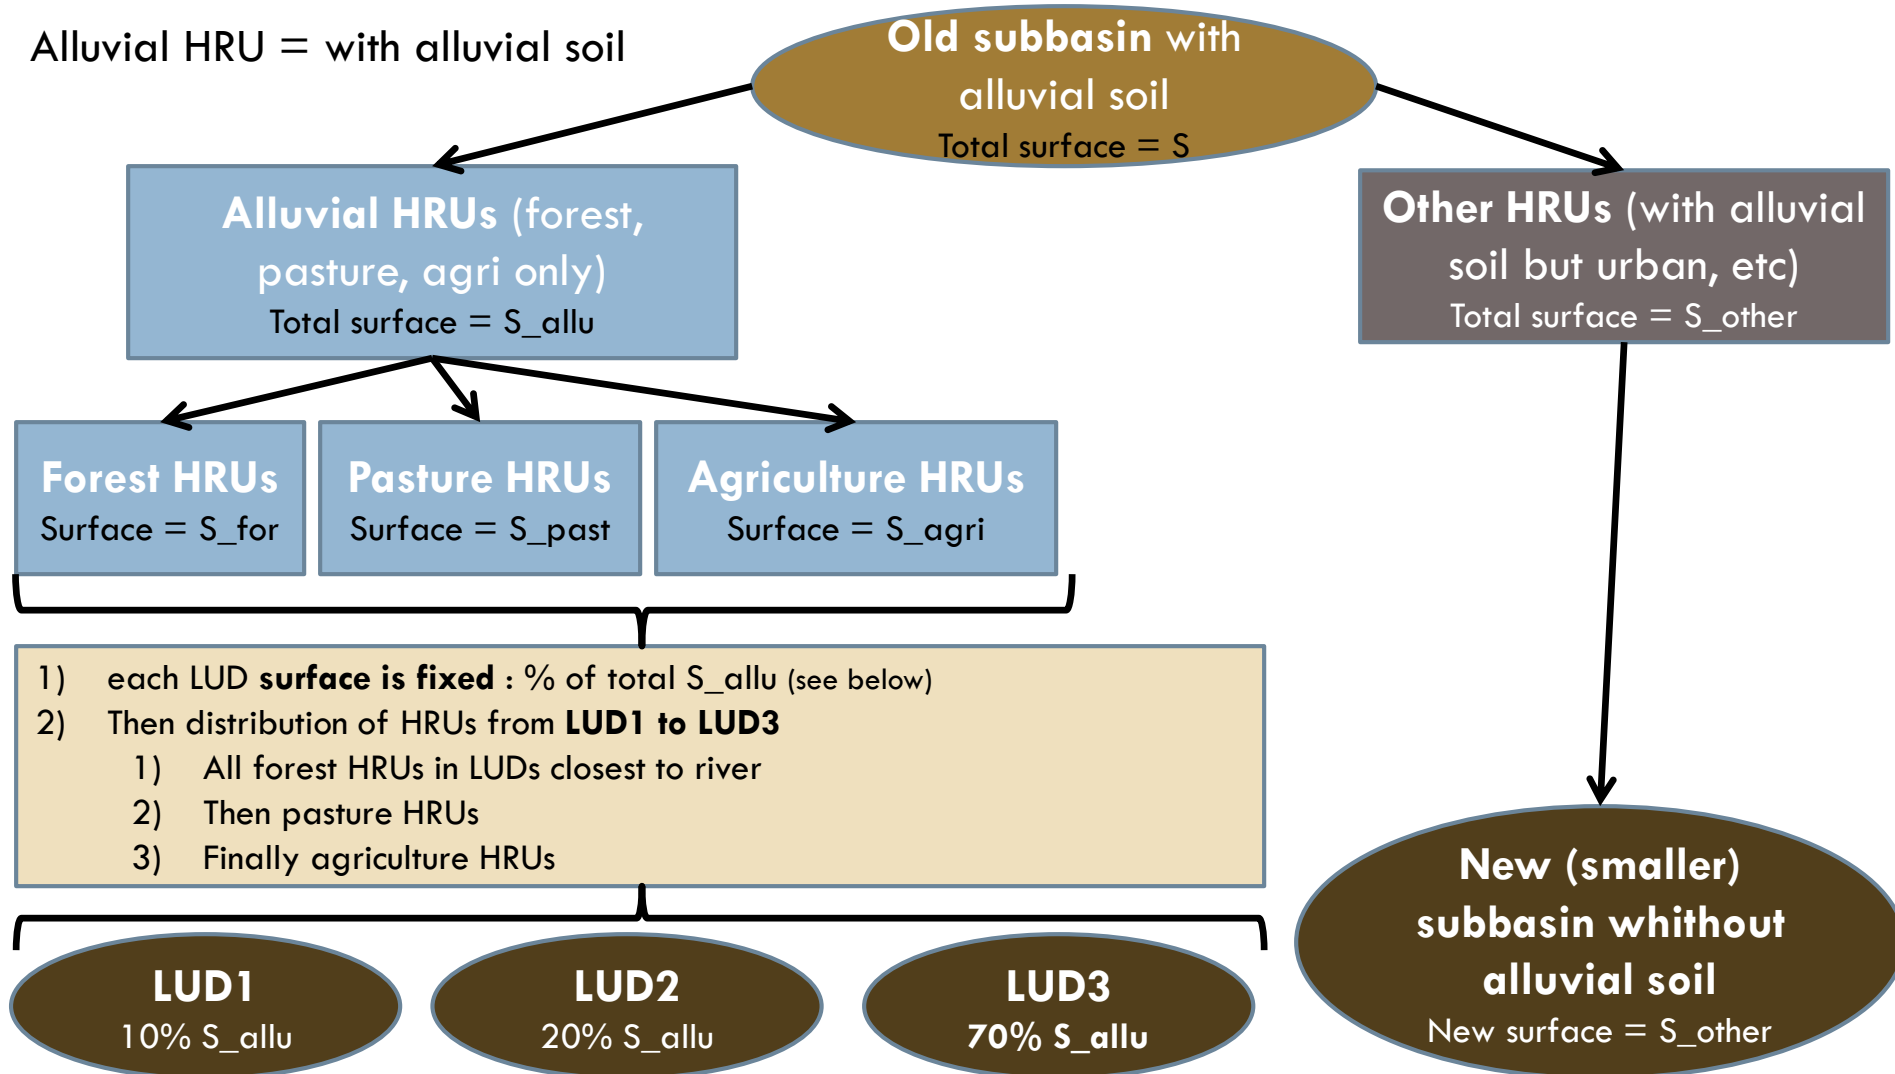 Alluvial HRU = with alluvial soil
Old subbasin with
alluvial soil
Total surface = S
Alluvial HRUs (forest,
pasture, agri only)
Total surface = S_allu
Other HRUs (with alluvial
soil but urban, etc)
Total surface = S_other
Forest HRUs
Surface = S_for
Pasture HRUs
Surface = S_past
Agriculture HRUs
Surface = S_agri
1) each LUD surface is fixed : % of total S_allu (see below)
2) Then distribution of HRUs from LUD1 to LUD3
1) All forest HRUs in LUDs closest to river
2) Then pasture HRUs
3) Finally agriculture HRUs
LUD1
10% S_allu
LUD2
20% S_allu
LUD3
70% S_allu
New (smaller)
subbasin whithout
alluvial soil
New surface = S_other